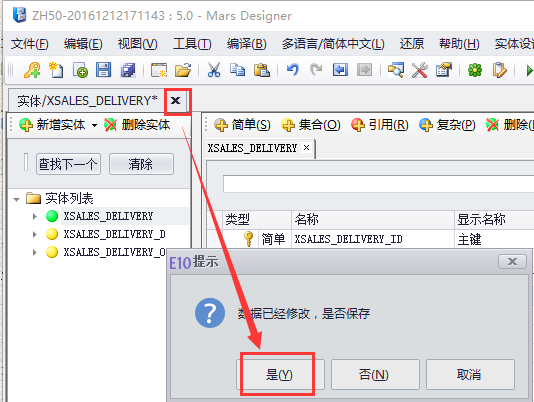 ZH50-20161212171143 : 5.0 - Mars Designer
文件(F) 编辑(E) 视图(V) 工具(T) 编译(B) 多语言/简体中文(L) 还原 帮助(H) 实体设
实体/XSALES_DELIVERY*
新增实体 删除实体 简单(S) 集合(O) 引用(R) 复杂(P) 删除(
XSALES_DELIVERY
查找下一个 清除
实体列表
类型 名称 显示名称
XSALES_DELIVERY
XSALES_DELIVERY_D
简单 XSALES_DELIVERY_ID 主键
XSALES_DELIVERY_O
E10提示
数据已经修改，是否保存
是(Y) 否(N) 取消